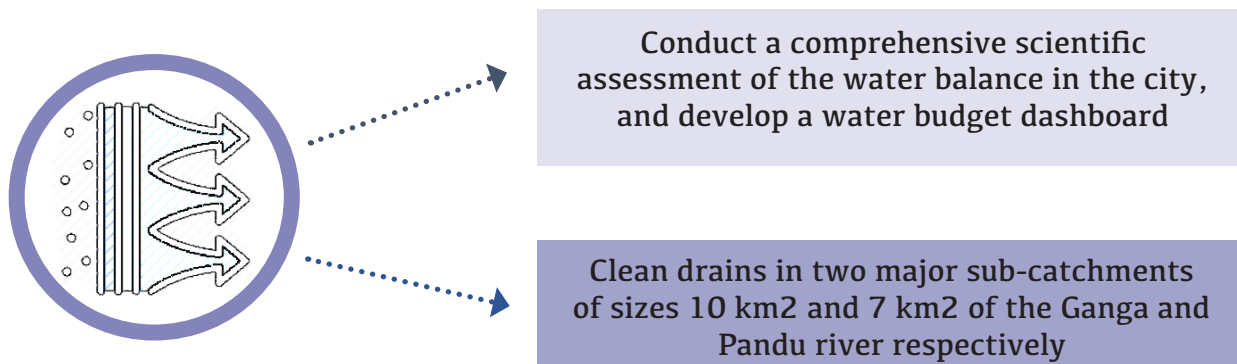 Conduct a comprehensive scientific
assessment of the water balance in the city,
and develop a water budget dashboard
Clean drains in two major sub-catchments
of sizes 10 km2 and 7 km2 of the Ganga and
Pandu river respectively